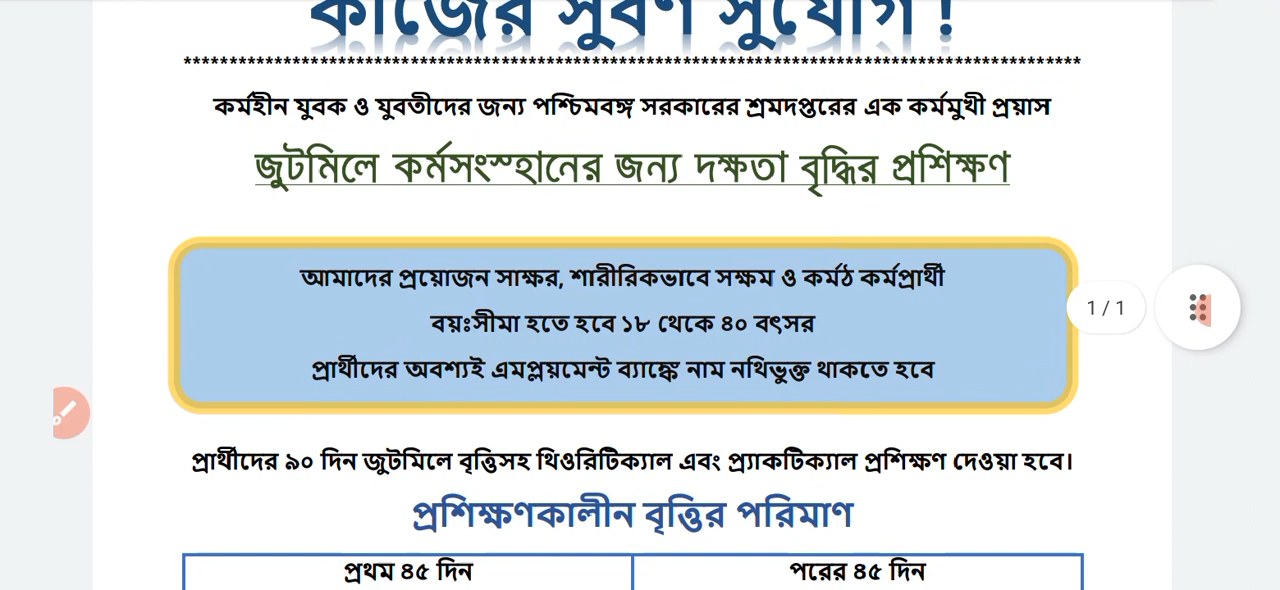 কাজের সুবর্ণ সুযোগ !
কর্মহীন যুবক ও যুবতীদের জন্য পশ্চিমবঙ্গ সরকারের শ্রমদপ্তরের এক কর্মমুখী প্রয়াস
জুটমিলে কর্মসংস্হানের জন্য দক্ষতা বৃদ্ধির প্রশিক্ষণ
আমাদের প্রয়োজন সাক্ষর, শারীরিকভাবে সক্ষম ও কর্মঠ কর্মপ্রার্থী
বয়ঃসীমা হতে হবে ১৮ থেকে ৪০ বৎসর
1 / 1
প্রার্থীদের অবশ্যই এমপ্লয়মেন্ট ব্যাঙ্কে নাম নথিভুক্ত থাকতে হবে
প্রার্থীদের ৯০ দিন জুটমিলে বৃত্তিসহ থিওরিটিক্যাল এবং প্র্যাকটিক্যাল প্রশিক্ষণ দেওয়া হবে।
প্রশিক্ষণকালীন বৃত্তির পরিমাণ
প্রথম ৪৫ দিন পরের ৪৫ দিন